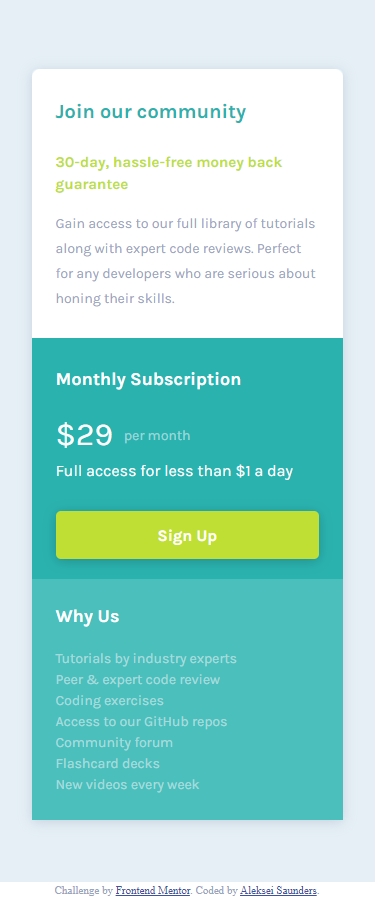 Join our community
30-day, hassle-free money back
guarantee
Gain access to our full library of tutorials
along with expert code reviews. Perfect
for any developers who are serious about
honing their skills.
Monthly Subscription
$29 per month
Full access for less than $1 a day
Sign Up
Why Us
Tutorials by industry experts
Peer & expert code review
Coding exercises
Access to our GitHub repos
Community forum
Flashcard decks
New videos every week
Challenge by Frontend Mentor. Coded by Aleksei Saunders.